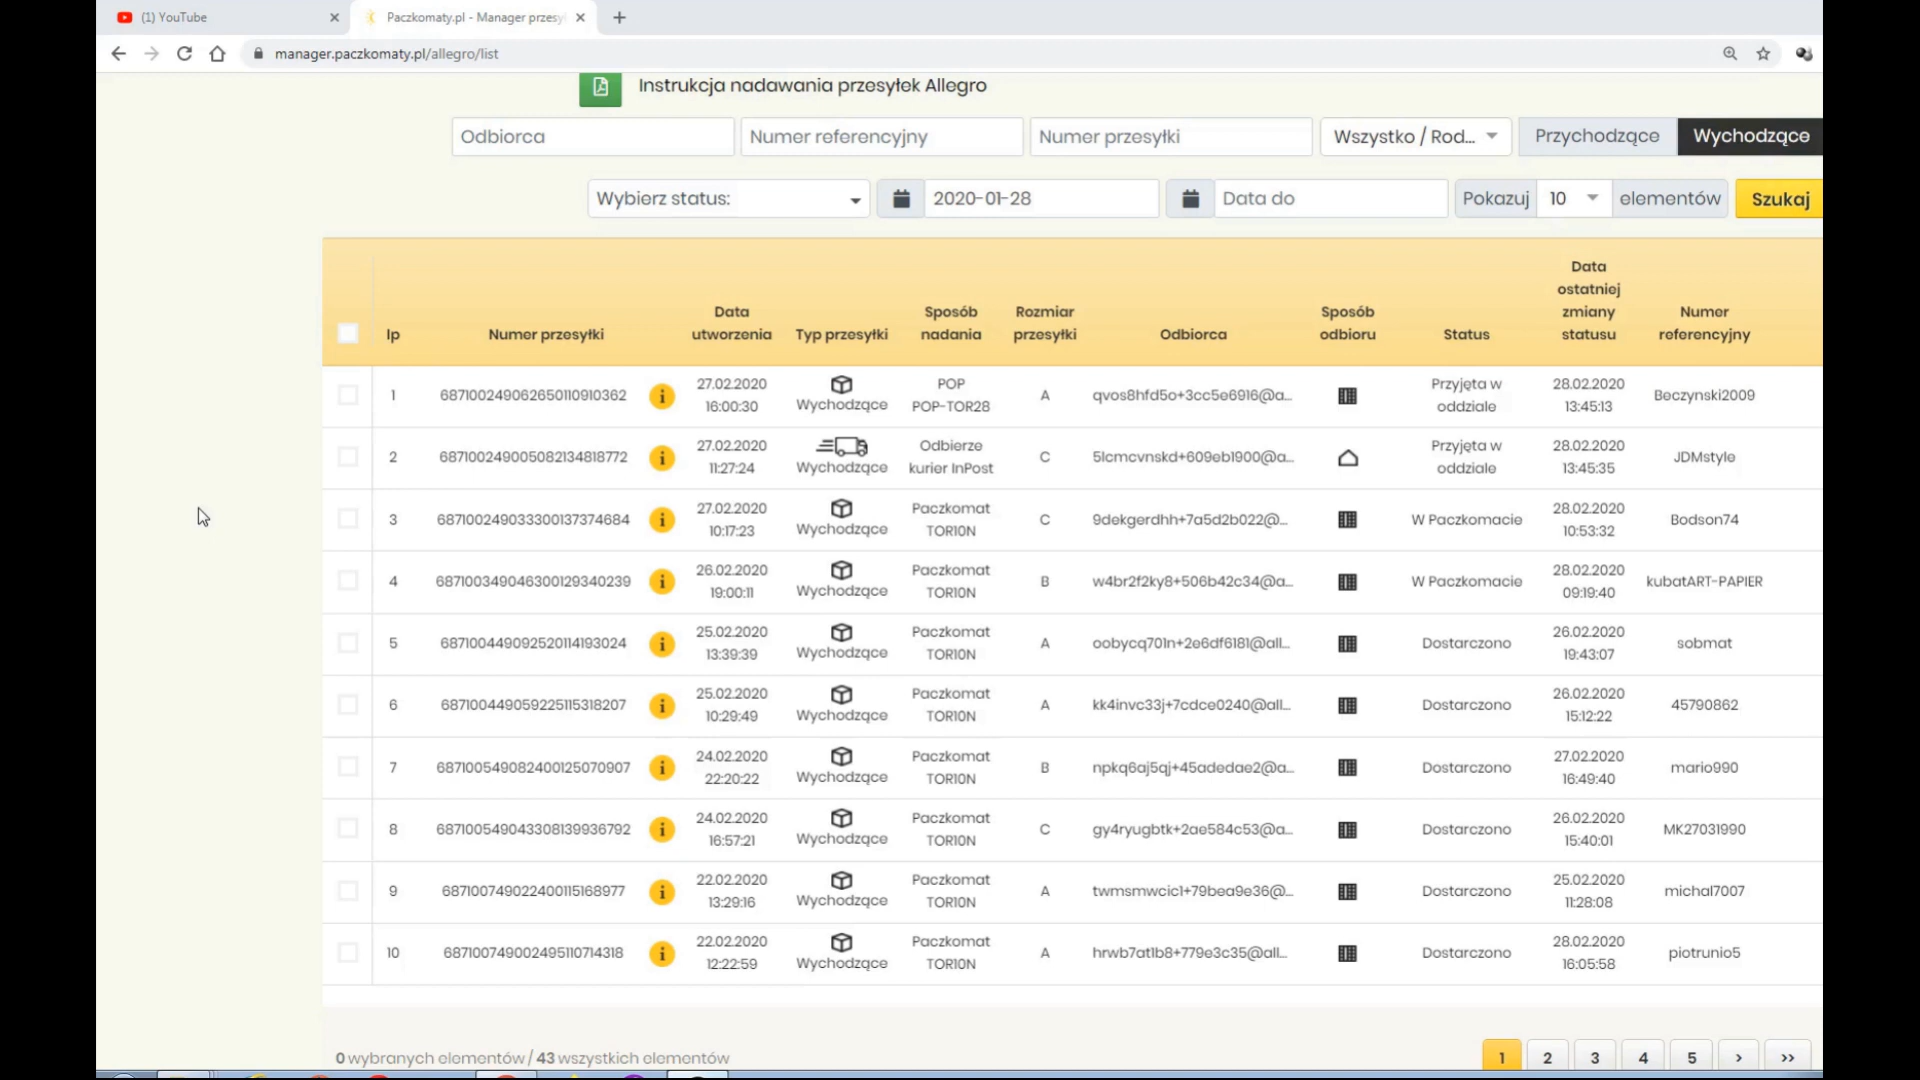 (1) YouTube
Paczkomaty.pl - Manager przesył
manager.paczkomaty.pl/allegro/list
Instrukcja nadawania przesyłek Allegro
Odbiorca Numer referencyjny Numer przesyłki Wszystko / Rod... Przychodzące Wychodzące
Wybierz status: 2020-01-28 Data do Pokazuj 10 elementów Szukaj
lp Numer przesyłki Data utworzenia Typ przesyłki Sposób nadania Rozmiar przesyłki Odbiorca Sposób odbioru Status Data ostatniej zmiany statusu Numer referencyjny
1 687100249062650110910362 i 27.02.2020 16:00:30 Wychodzące POP POP-TOR28 A qvos8hfd5o+3cc5e6916@a... Przyjęta w oddziale 28.02.2020 13:45:13 Beczynski2009
2 687100249005082134818772 i 27.02.2020 11:27:24 Wychodzące Odbierze kurier InPost C 5lcmcvnskd+609eb1900@a... Przyjęta w oddziale 28.02.2020 13:45:35 JDMstyle
3 687100249033300137374684 i 27.02.2020 10:17:23 Wychodzące Paczkomat TOR10N C 9dekgerdhh+7a5d2b022@... W Paczkomacie 28.02.2020 10:53:32 Bodson74
4 687100349046300129340239 i 26.02.2020 19:00:11 Wychodzące Paczkomat TOR10N B w4br2f2ky8+506b42c34@a... W Paczkomacie 28.02.2020 09:19:40 kubatART-PAPIER
5 687100449092520114193024 i 25.02.2020 13:39:39 Wychodzące Paczkomat TOR10N A oobycq701n+2e6df6181@all... Dostarczono 26.02.2020 19:43:07 sobmat
6 687100449059225115318207 i 25.02.2020 10:29:49 Wychodzące Paczkomat TOR10N A kk4invc33j+7cdce0240@all... Dostarczono 26.02.2020 15:12:22 45790862
7 687100549082400125070907 i 24.02.2020 22:20:22 Wychodzące Paczkomat TOR10N B npkq6aj5qj+45adedae2@a... Dostarczono 27.02.2020 16:49:40 mario990
8 687100549043308139936792 i 24.02.2020 16:57:21 Wychodzące Paczkomat TOR10N C gy4ryugbtk+2ae584c53@a... Dostarczono 26.02.2020 15:40:01 MK27031990
9 687100749022400115168977 i 22.02.2020 13:29:16 Wychodzące Paczkomat TOR10N A twmsmwcic1+79bea9e36@... Dostarczono 25.02.2020 11:28:08 michal7007
10 687100749002495110714318 i 22.02.2020 12:22:59 Wychodzące Paczkomat TOR10N A hrwb7at1b8+779e3c35@all... Dostarczono 28.02.2020 16:05:58 piotrunio5
0 wybranych elementów / 43 wszystkich elementów 1 2 3 4 5 > >>